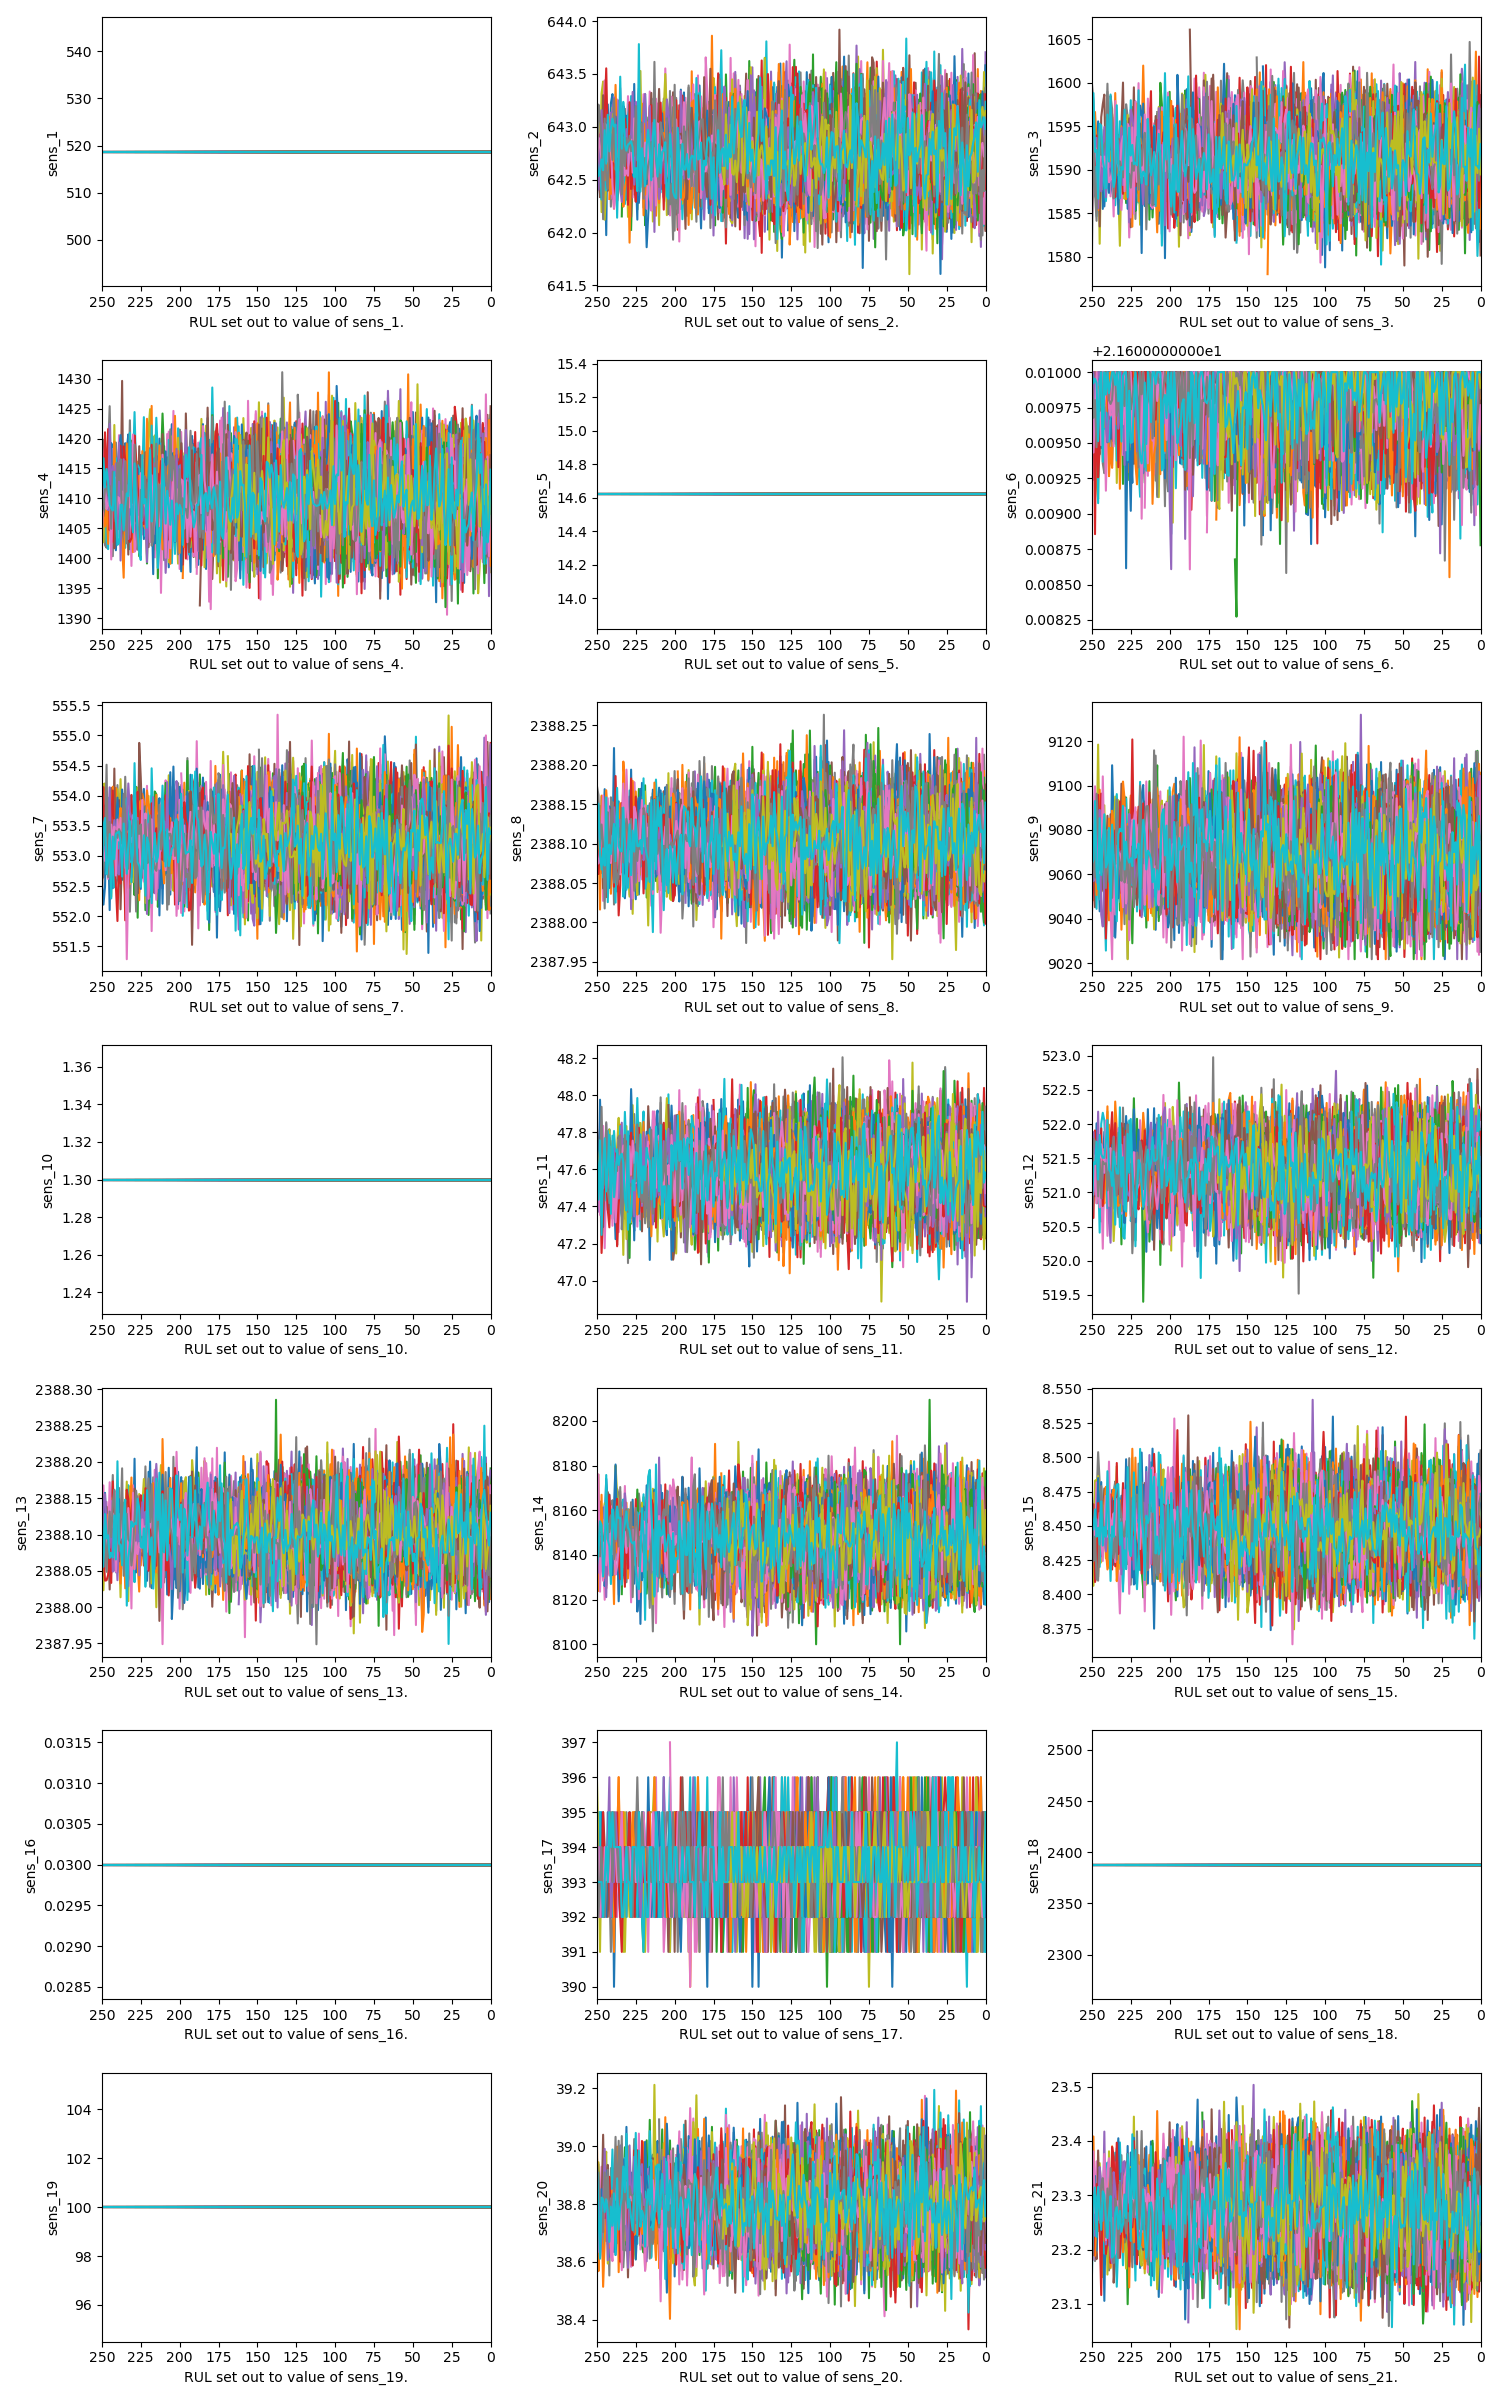 540
530
520
510
500
sens_1
250 225 200 175 150 125 100 75 50 25 0
RUL set out to value of sens_1.
644.0
643.5
643.0
642.5
642.0
641.5
sens_2
250 225 200 175 150 125 100 75 50 25 0
RUL set out to value of sens_2.
1605
1600
1595
1590
1585
1580
sens_3
250 225 200 175 150 125 100 75 50 25 0
RUL set out to value of sens_3.
1430
1425
1420
1415
1410
1405
1400
1395
1390
sens_4
250 225 200 175 150 125 100 75 50 25 0
RUL set out to value of sens_4.
15.4
15.2
15.0
14.8
14.6
14.4
14.2
14.0
sens_5
250 225 200 175 150 125 100 75 50 25 0
RUL set out to value of sens_5.
+2.1600000000e1
0.01000
0.00975
0.00950
0.00925
0.00900
0.00875
0.00850
0.00825
sens_6
250 225 200 175 150 125 100 75 50 25 0
RUL set out to value of sens_6.
555.5
555.0
554.5
554.0
553.5
553.0
552.5
552.0
551.5
sens_7
250 225 200 175 150 125 100 75 50 25 0
RUL set out to value of sens_7.
2388.25
2388.20
2388.15
2388.10
2388.05
2388.00
2387.95
sens_8
250 225 200 175 150 125 100 75 50 25 0
RUL set out to value of sens_8.
9120
9100
9080
9060
9040
9020
sens_9
250 225 200 175 150 125 100 75 50 25 0
RUL set out to value of sens_9.
1.36
1.34
1.32
1.30
1.28
1.26
1.24
sens_10
250 225 200 175 150 125 100 75 50 25 0
RUL set out to value of sens_10.
48.2
48.0
47.8
47.6
47.4
47.2
47.0
sens_11
250 225 200 175 150 125 100 75 50 25 0
RUL set out to value of sens_11.
523.0
522.5
522.0
521.5
521.0
520.5
520.0
519.5
sens_12
250 225 200 175 150 125 100 75 50 25 0
RUL set out to value of sens_12.
2388.30
2388.25
2388.20
2388.15
2388.10
2388.05
2388.00
2387.95
sens_13
250 225 200 175 150 125 100 75 50 25 0
RUL set out to value of sens_13.
8200
8180
8160
8140
8120
8100
sens_14
250 225 200 175 150 125 100 75 50 25 0
RUL set out to value of sens_14.
8.550
8.525
8.500
8.475
8.450
8.425
8.400
8.375
sens_15
250 225 200 175 150 125 100 75 50 25 0
RUL set out to value of sens_15.
0.0315
0.0310
0.0305
0.0300
0.0295
0.0290
0.0285
sens_16
250 225 200 175 150 125 100 75 50 25 0
RUL set out to value of sens_16.
397
396
395
394
393
392
391
390
sens_17
250 225 200 175 150 125 100 75 50 25 0
RUL set out to value of sens_17.
2500
2450
2400
2350
2300
sens_18
250 225 200 175 150 125 100 75 50 25 0
RUL set out to value of sens_18.
104
102
100
98
96
sens_19
250 225 200 175 150 125 100 75 50 25 0
RUL set out to value of sens_19.
39.2
39.0
38.8
38.6
38.4
sens_20
250 225 200 175 150 125 100 75 50 25 0
RUL set out to value of sens_20.
23.5
23.4
23.3
23.2
23.1
sens_21
250 225 200 175 150 125 100 75 50 25 0
RUL set out to value of sens_21.